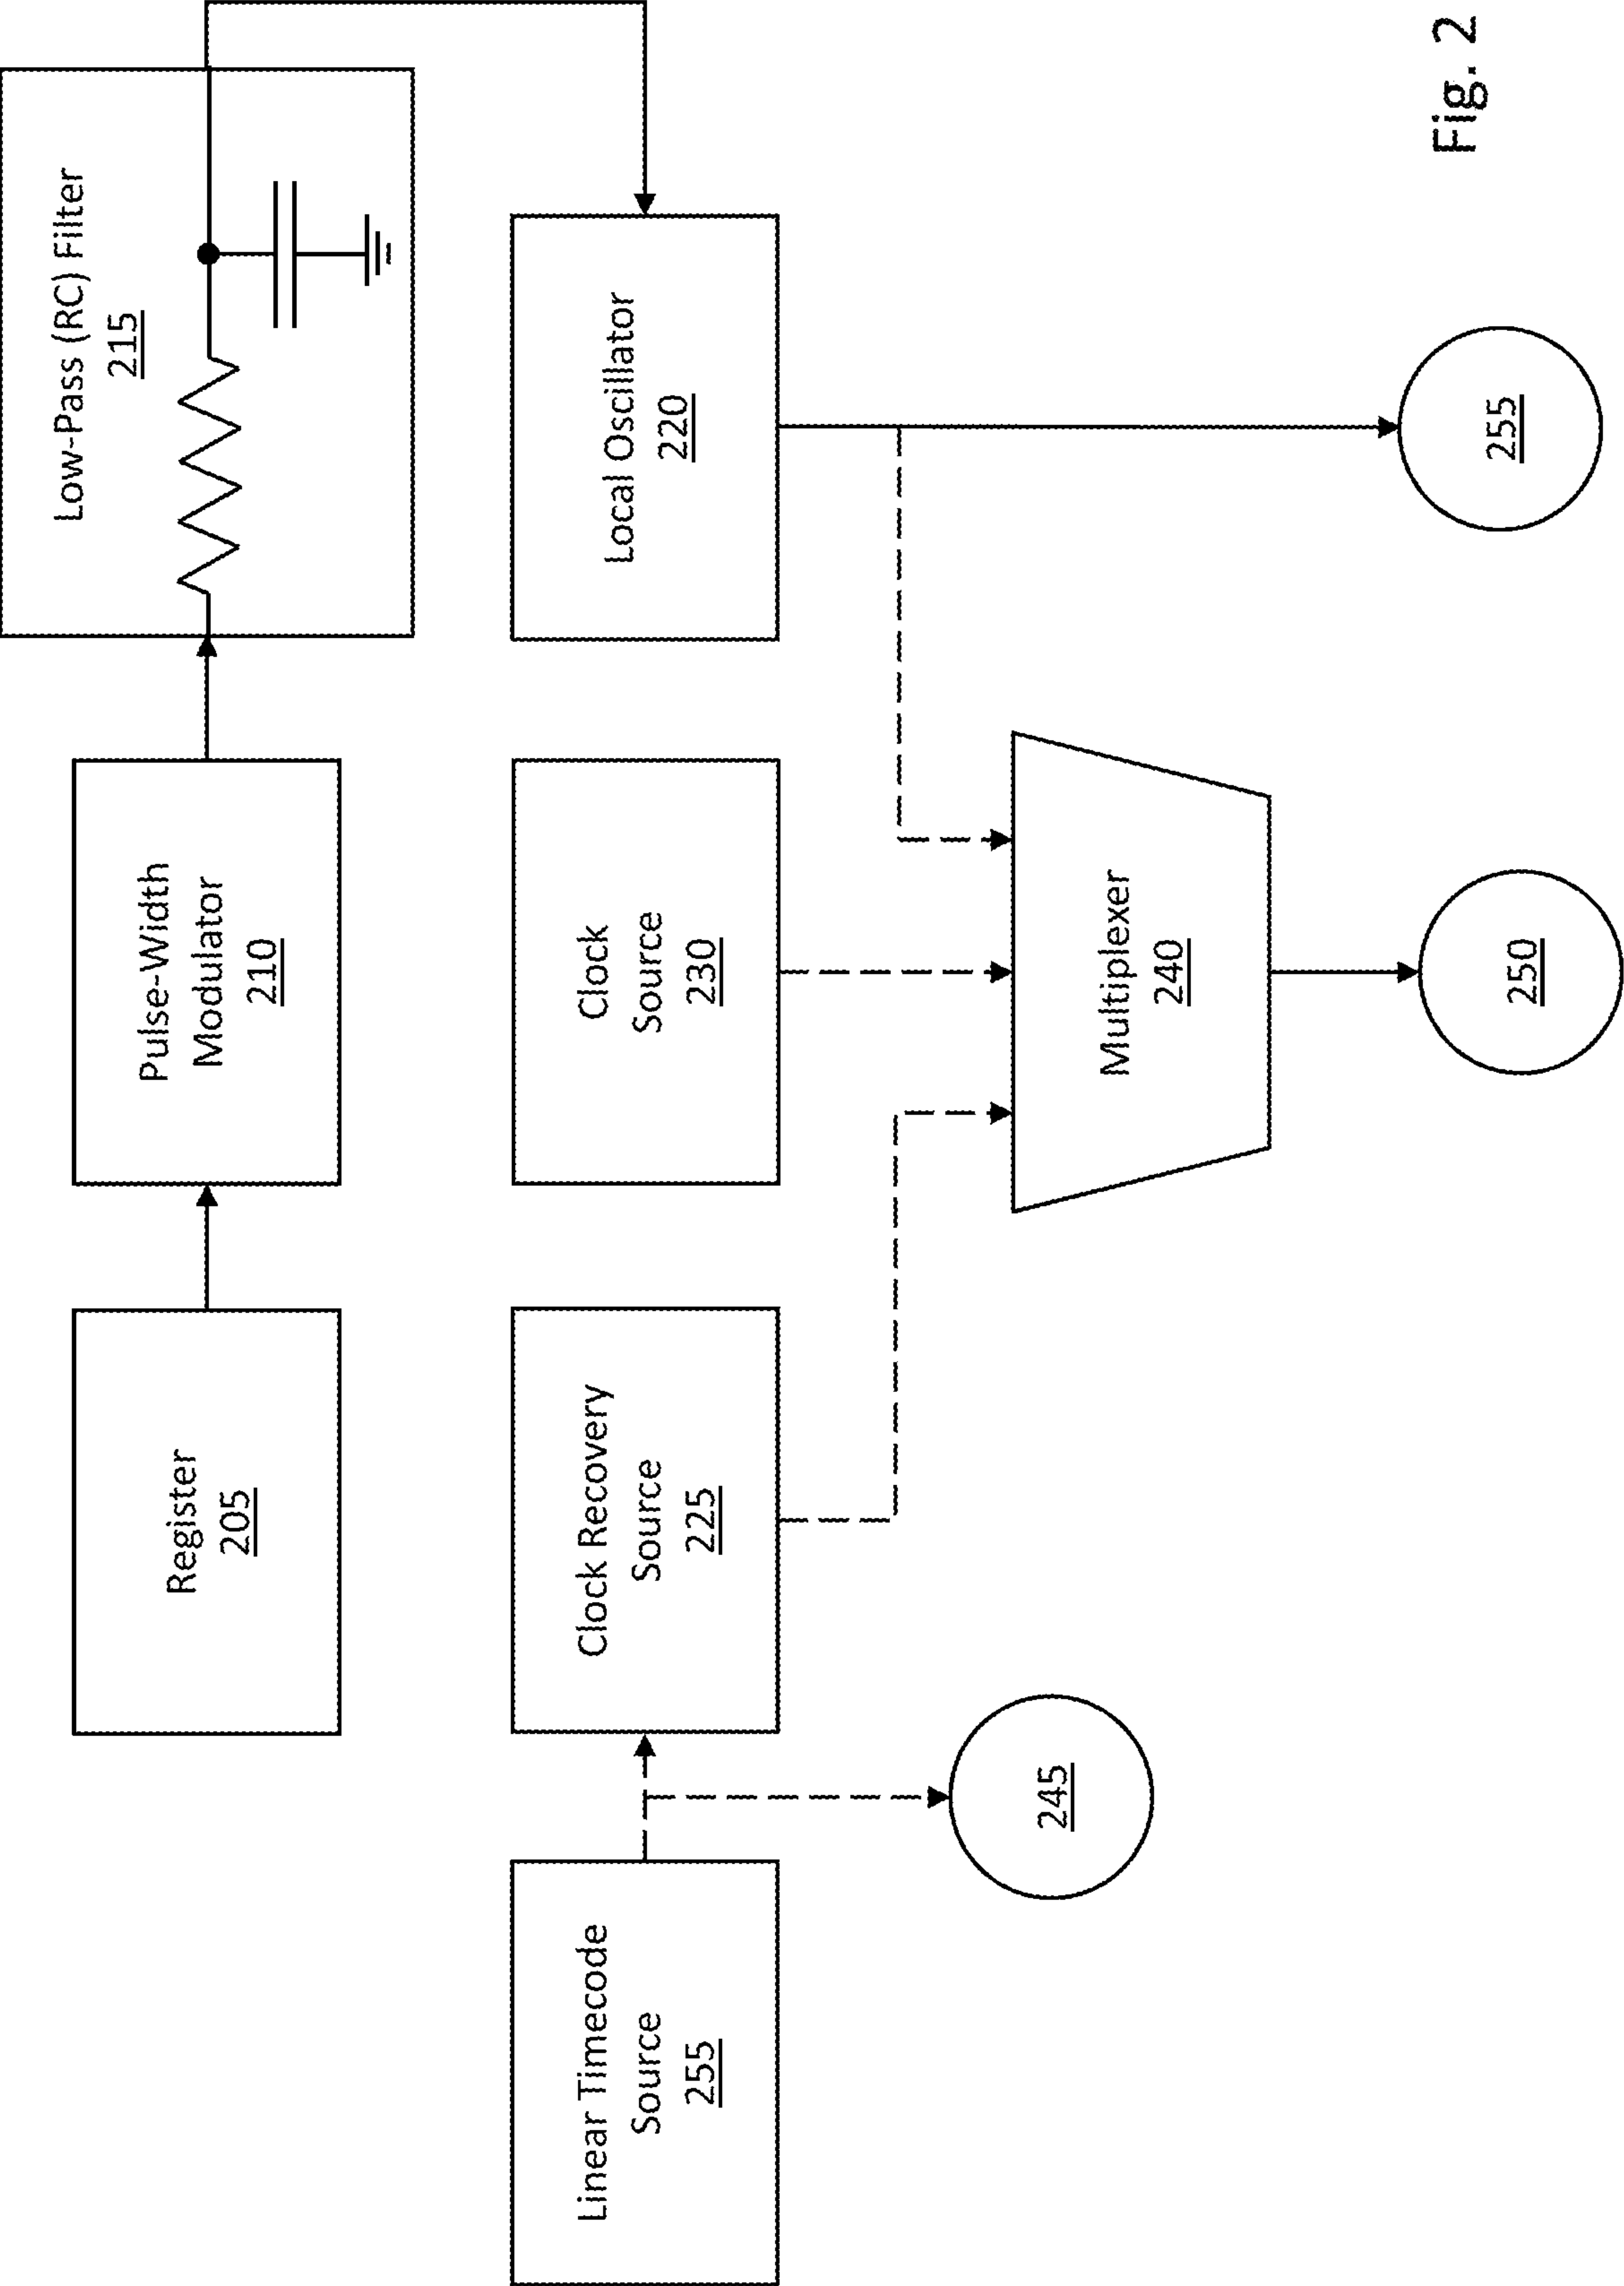 Register
205
Pulse-Width
Modulator
210
Low-Pass (RC) Filter
215
Linear Timecode
Source
255
Clock Recovery
Source
225
Clock
Source
230
Local Oscillator
220
245
Multiplexer
240
250
255
Fig. 2